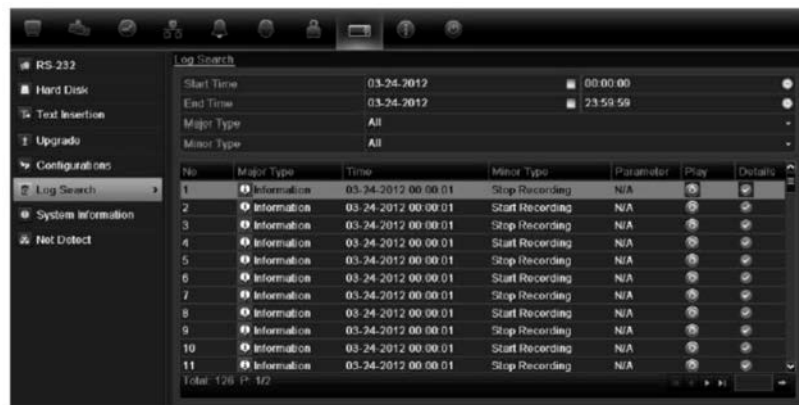 RS-232
Hard Disk
Text Insertion
Upgrade
Configurations
Log Search
System Information
Net Detect
Log Search
Start Time 03-24-2012 00:00:00
End Time 03-24-2012 23:59:59
Major Type All
Minor Type All
No Major Type Time Minor Type Parameter Play Details
1 Information 03-24-2012 00:00:01 Stop Recording N/A
2 Information 03-24-2012 00:00:01 Start Recording N/A
3 Information 03-24-2012 00:00:01 Stop Recording N/A
4 Information 03-24-2012 00:00:01 Start Recording N/A
5 Information 03-24-2012 00:00:01 Stop Recording N/A
6 Information 03-24-2012 00:00:01 Start Recording N/A
7 Information 03-24-2012 00:00:01 Stop Recording N/A
8 Information 03-24-2012 00:00:01 Start Recording N/A
9 Information 03-24-2012 00:00:01 Stop Recording N/A
10 Information 03-24-2012 00:00:01 Start Recording N/A
11 Information 03-24-2012 00:00:01 Stop Recording N/A
Total: 126 P: 1/2